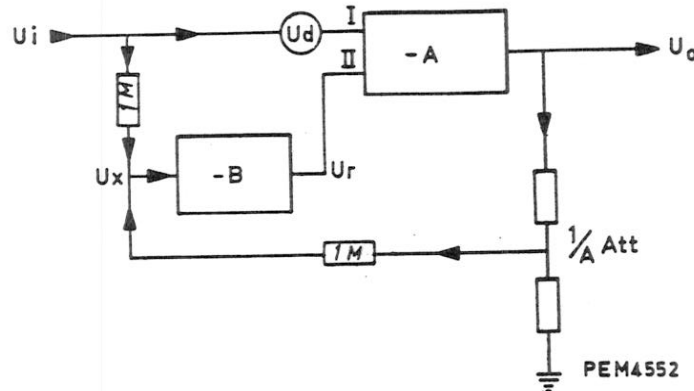 Ui
Ud
I
II
-A
Uo
1M
Ux
-B
Ur
1M
1/A Att
PEM4552